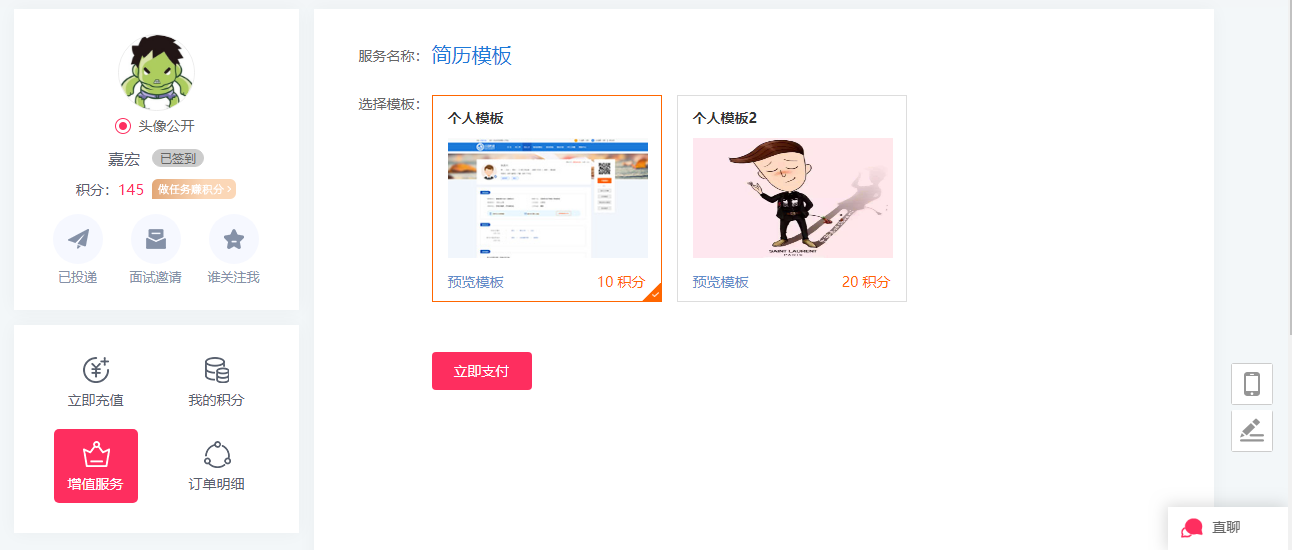 头像公开
嘉宏 已签到
积分：145 做任务赚积分
已投递 面试邀请 谁关注我
立即充值 我的积分
增值服务 订单明细
服务名称： 简历模板
选择模板：
个人模板 个人模板2
SAINT LAURENT
PARIS
预览模板 10 积分 预览模板 20 积分
立即支付
直聊